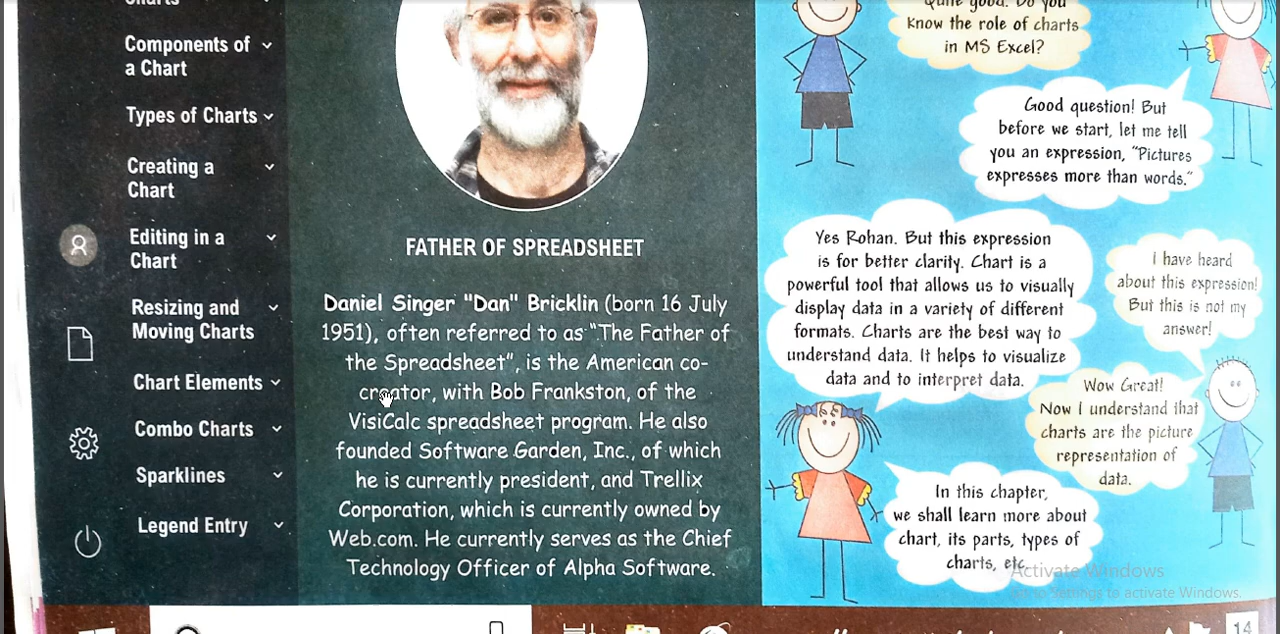 Charts
Components of
a Chart
Types of Charts
Creating a
Chart
Editing in a
Chart
Resizing and
Moving Charts
Chart Elements
Combo Charts
Sparklines
Legend Entry
FATHER OF SPREADSHEET
Daniel Singer "Dan" Bricklin (born 16 July
1951), often referred to as "The Father of
the Spreadsheet", is the American co-
creator, with Bob Frankston, of the
VisiCalc spreadsheet program. He also
founded Software Garden, Inc., of which
he is currently president, and Trellix
Corporation, which is currently owned by
Web.com. He currently serves as the Chief
Technology Officer of Alpha Software.
Quite good. Do you
know the role of charts
in MS Excel?
Good question! But
before we start, let me tell
you an expression, "Pictures
expresses more than words."
I have heard
about this expression!
But this is not my
answer!
Yes Rohan. But this expression
is for better clarity. Chart is a
powerful tool that allows us to visually
display data in a variety of different
formats. Charts are the best way to
understand data. It helps to visualize
data and to interpret data.
Wow Great!
Now I understand that
charts are the picture
representation of
data.
In this chapter,
we shall learn more about
chart, its parts, types of
charts, etc.
Activate Windows
Go to Settings to activate Windows.
14